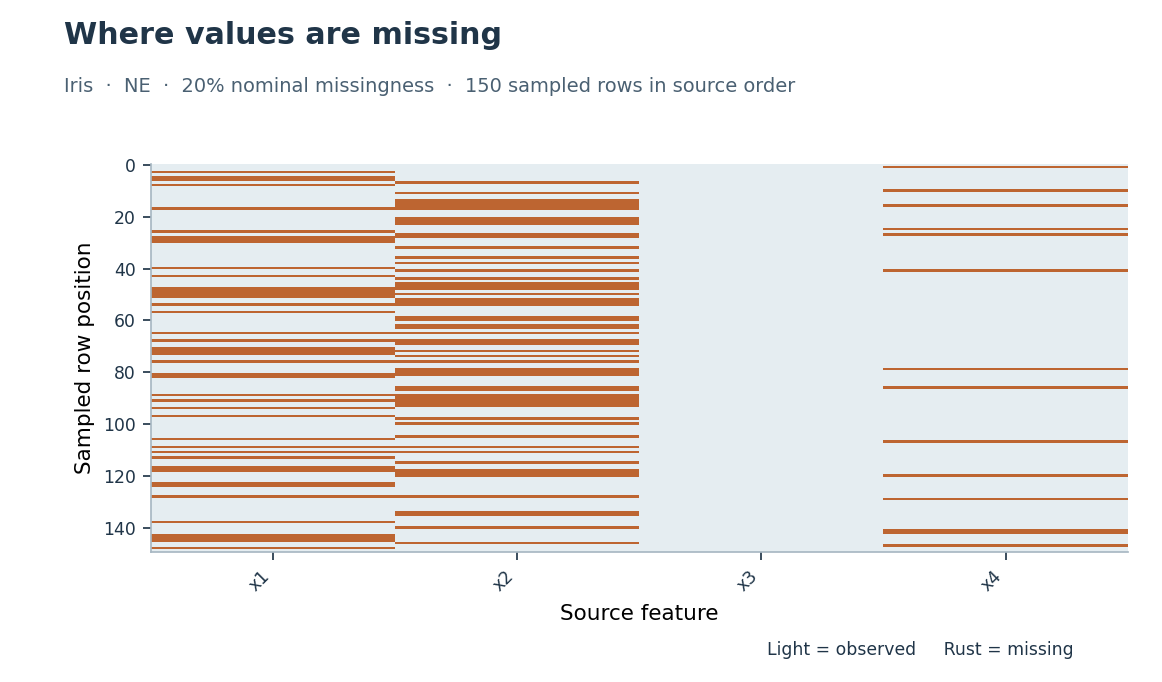 Where values are missing
Iris · NE · 20% nominal missingness · 150 sampled rows in source order
0
20
40
60
80
100
120
140
Sampled row position
x1
x2
x3
x4
Source feature
Light = observed Rust = missing